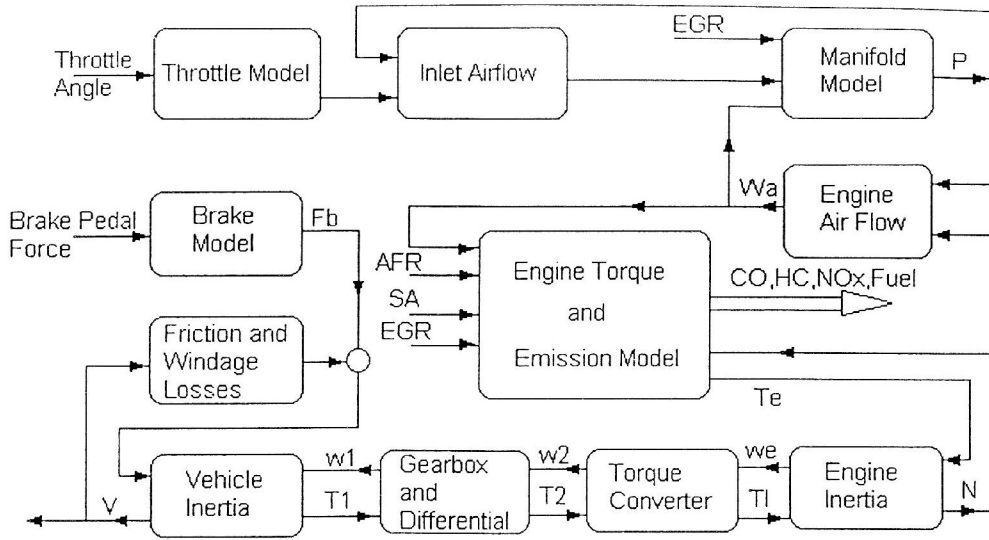 EGR
Throttle
Angle
Throttle Model
Inlet Airflow
Manifold
Model
P
Wa
Engine
Air Flow
Brake Pedal
Force
Brake
Model
Fb
AFR
SA
EGR
Engine Torque
and
Emission Model
CO,HC,NOx,Fuel
Friction and
Windage
Losses
Te
V
Vehicle
Inertia
w1
T1
Gearbox
and
Differential
w2
T2
Torque
Converter
we
Tl
Engine
Inertia
N